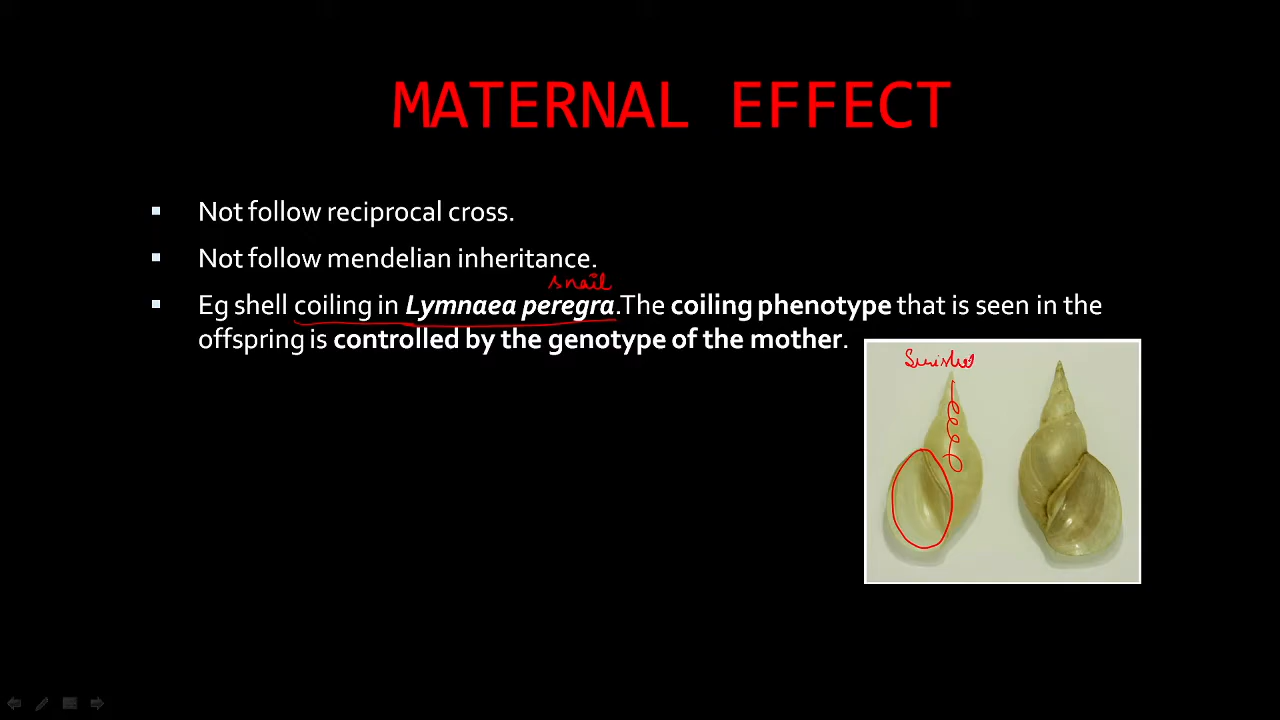 MATERNAL EFFECT
Not follow reciprocal cross.
Not follow mendelian inheritance.
snail
Eg shell coiling in Lymnaea peregra.The coiling phenotype that is seen in the
offspring is controlled by the genotype of the mother.